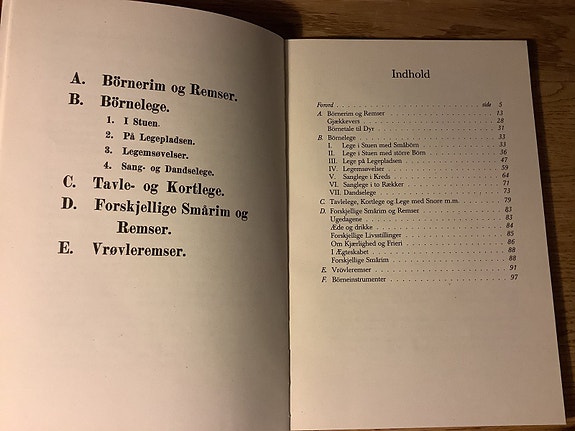 A. Börnerim og Remser.
B. Börnelege.
1. I Stuen.
2. På Legepladsen.
3. Legemsøvelser.
4. Sang- og Dandselege.
C. Tavle- og Kortlege.
D. Forskjellige Smårim og
Remser.
E. Vrøvleremser.
Indhold
Forord . . . . . . . . . . side 5
A. Börnerim og Remser . . . . . . . . . . 13
Gjækkevers . . . . . . . . . . 28
Börnetale til Dyr . . . . . . . . . . 31
B. Börnelege . . . . . . . . . . 33
I. Lege i Stuen med Småbörn . . . . . . . . . . 33
II. Lege i Stuen med större Börn . . . . . . . . . . 36
III. Lege på Legepladsen . . . . . . . . . . 47
IV. Legemsøvelser . . . . . . . . . . 59
V. Sanglege i Kreds . . . . . . . . . . 64
VI. Sanglege i to Rækker . . . . . . . . . . 71
VII. Dandselege . . . . . . . . . . 73
C. Tavlelege, Kortlege og Lege med Snore m.m. . . . . . . . . . . 79
D. Forskjellige Smårim og Remser . . . . . . . . . . 83
Ugedagene . . . . . . . . . . 83
Æde og drikke . . . . . . . . . . 84
Forskjellige Livsstillinger . . . . . . . . . . 85
Om Kjærlighed og Frieri . . . . . . . . . . 86
I Ægteskabet . . . . . . . . . . 88
Forskjellige Smårim . . . . . . . . . . 88
E. Vrøvleremser . . . . . . . . . . 91
F. Börneinstrumenter . . . . . . . . . . 97